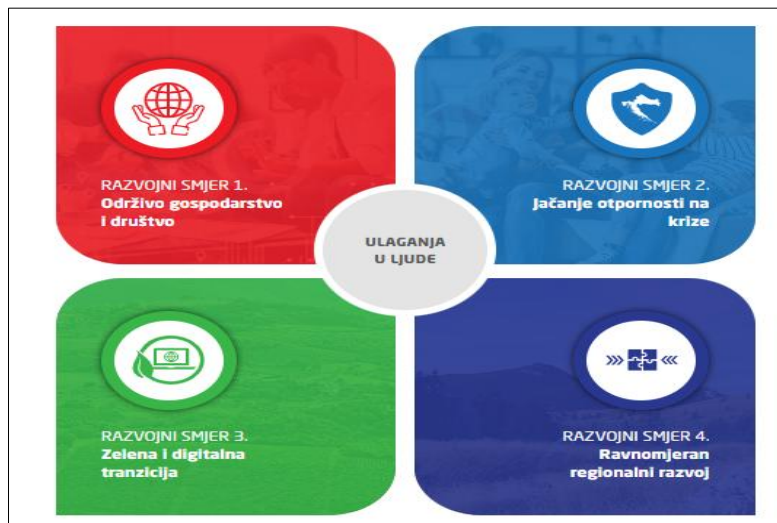 RAZVOJNI SMJER 1.
Održivo gospodarstvo
i društvo
RAZVOJNI SMJER 2.
Jačanje otpornosti na
krize
ULAGANJA
U LJUDE
RAZVOJNI SMJER 3.
Zelena i digitalna
tranzicija
RAZVOJNI SMJER 4.
Ravnomjeran
regionalni razvoj